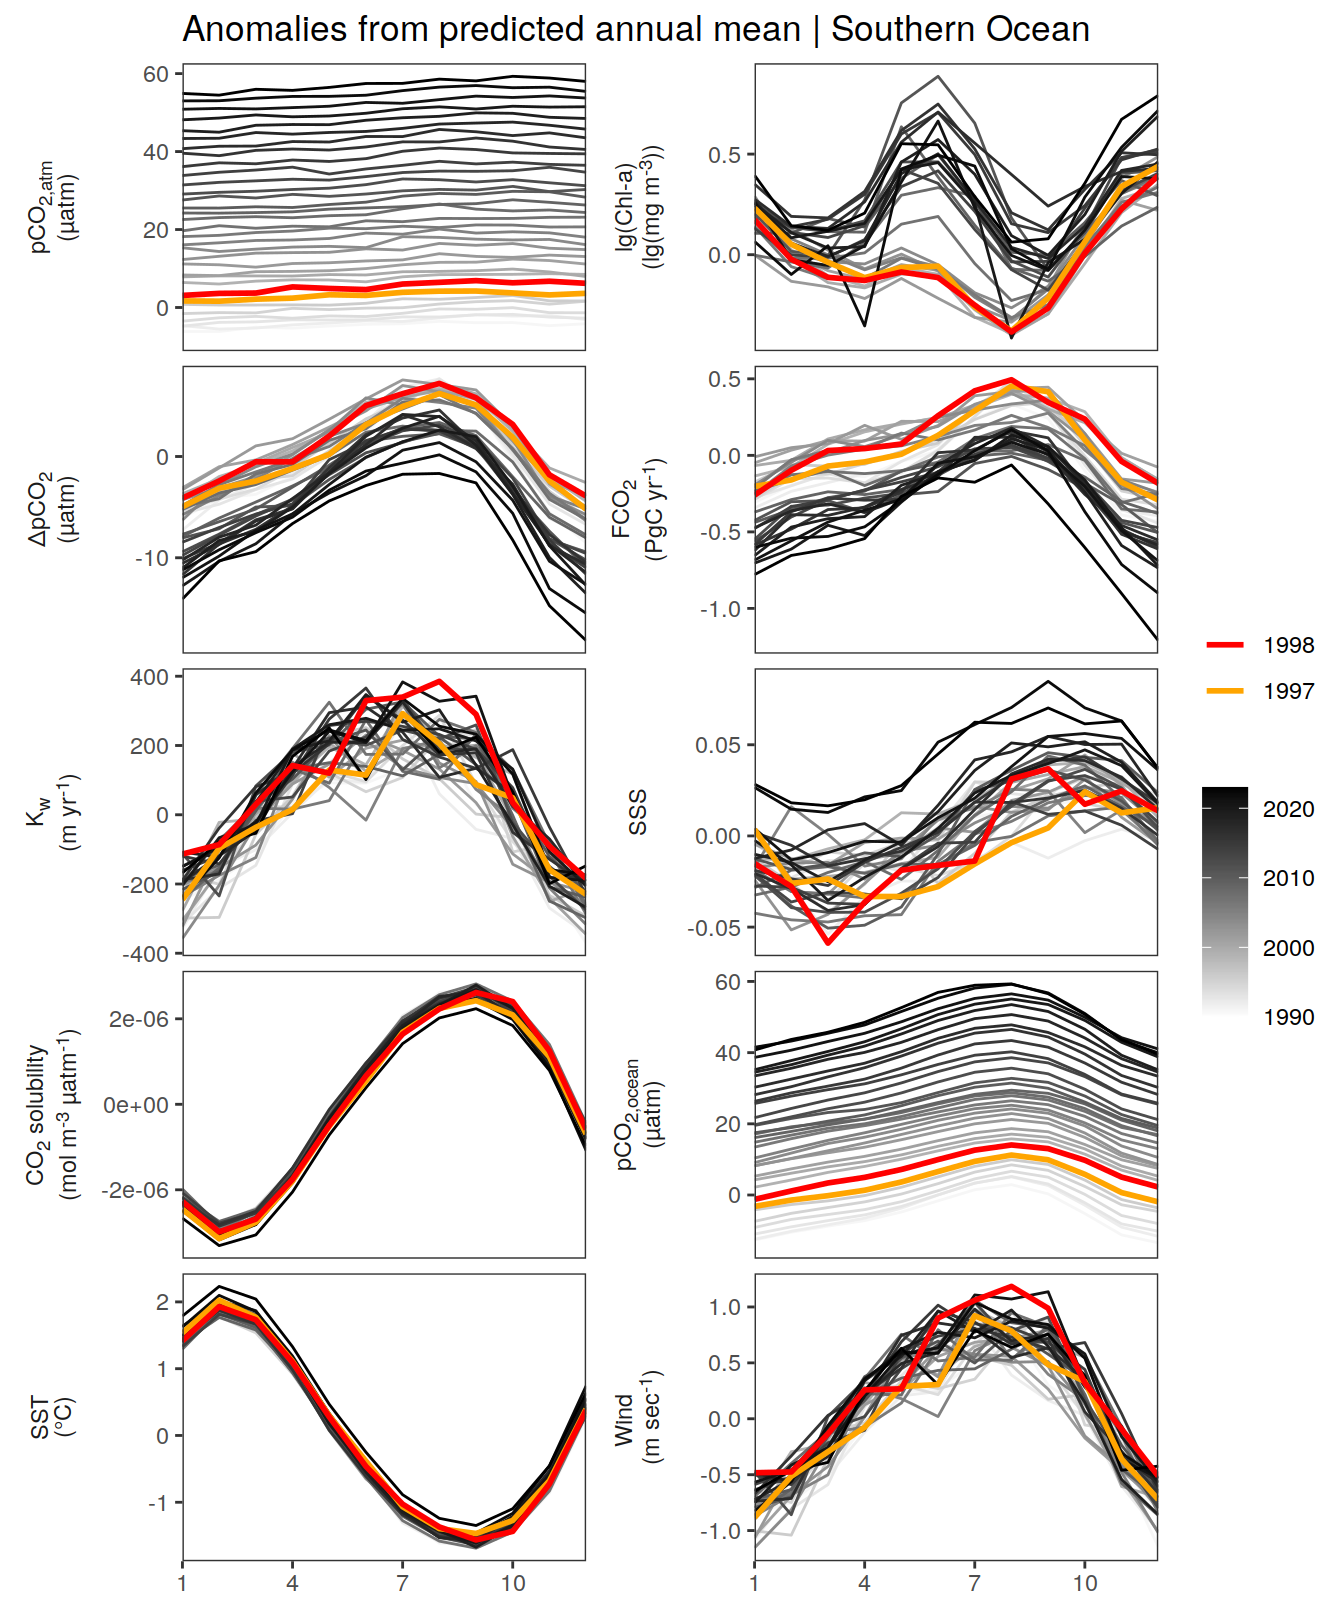 Anomalies from predicted annual mean | Southern Ocean
pCO2,atm
(µatm)
60
40
20
0
lg(Chl-a)
(lg(mg m-3))
0.5
0.0
ΔpCO2
(µatm)
0
-10
FCO2
(PgC yr-1)
0.5
0.0
-0.5
-1.0
Kw
(m yr-1)
400
200
0
-200
-400
SSS
0.05
0.00
-0.05
CO2 solubility
(mol m-3 µatm-1)
2e-06
0e+00
-2e-06
pCO2,ocean
(µatm)
60
40
20
0
SST
(°C)
2
1
0
-1
1 4 7 10
Wind
(m sec-1)
1.0
0.5
0.0
-0.5
-1.0
1 4 7 10
1998
1997
2020
2010
2000
1990